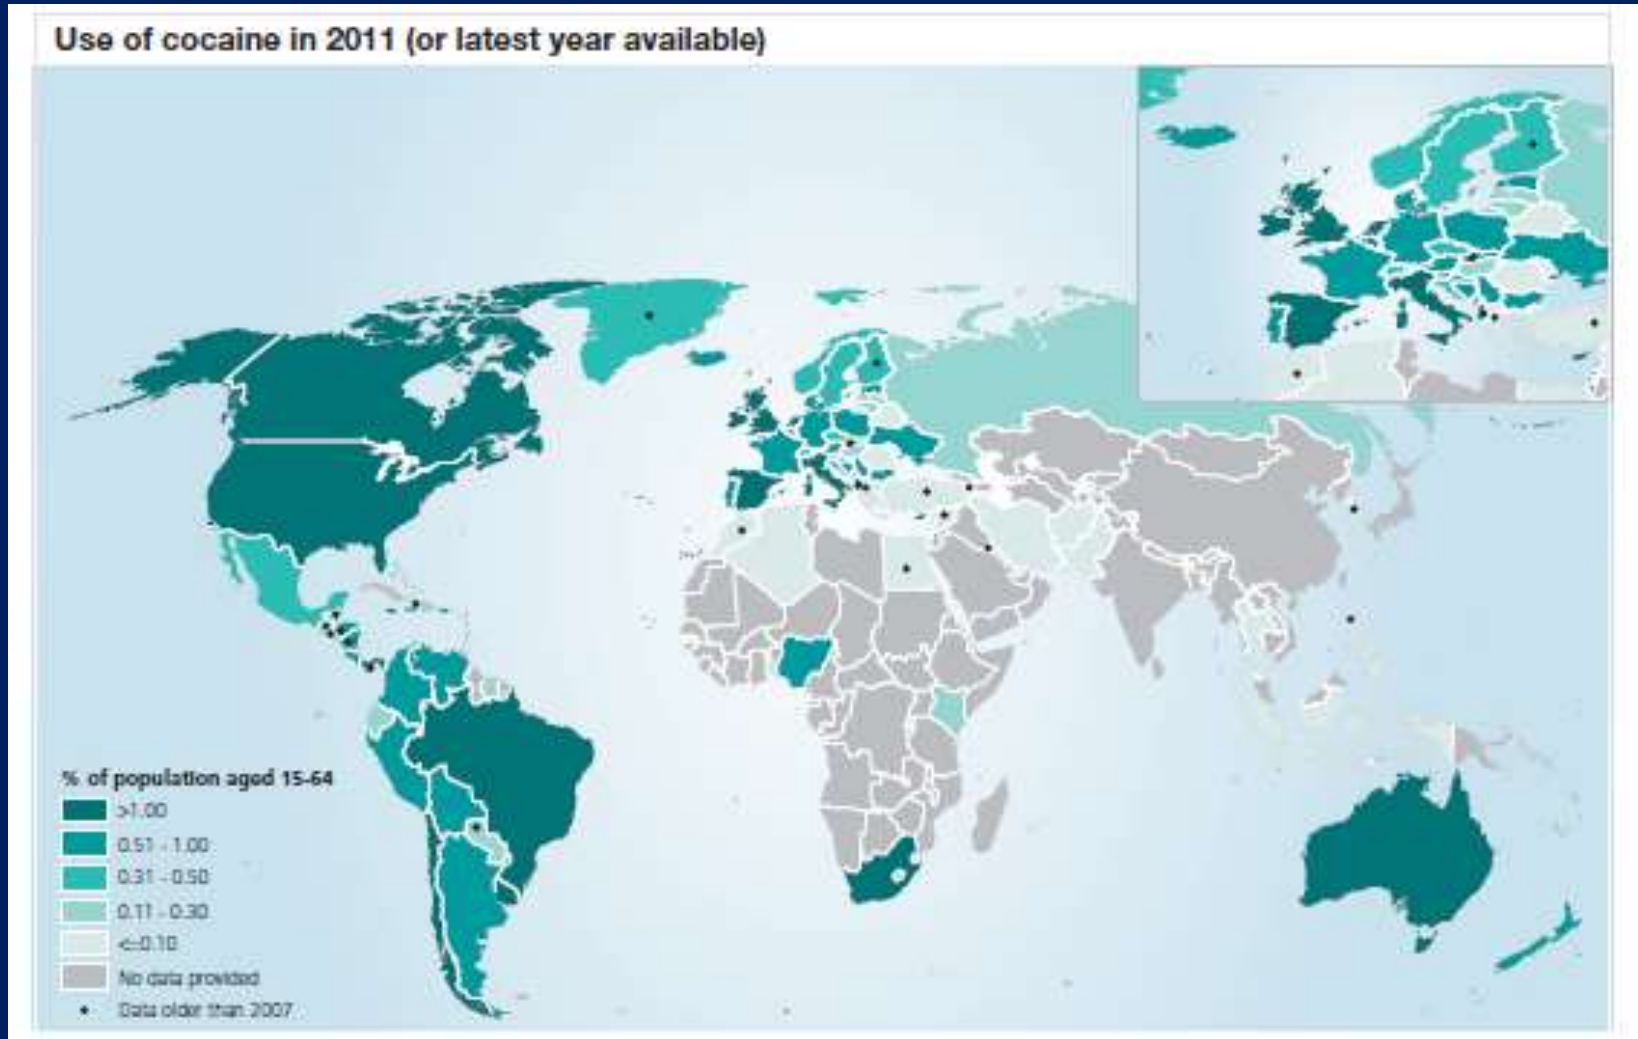 Use of cocaine in 2011 (or latest year available)
% of population aged 15-64
>1.00
0.51 - 1.00
0.31 - 0.50
0.11 - 0.30
<=0.10
No data provided
Data older than 2007